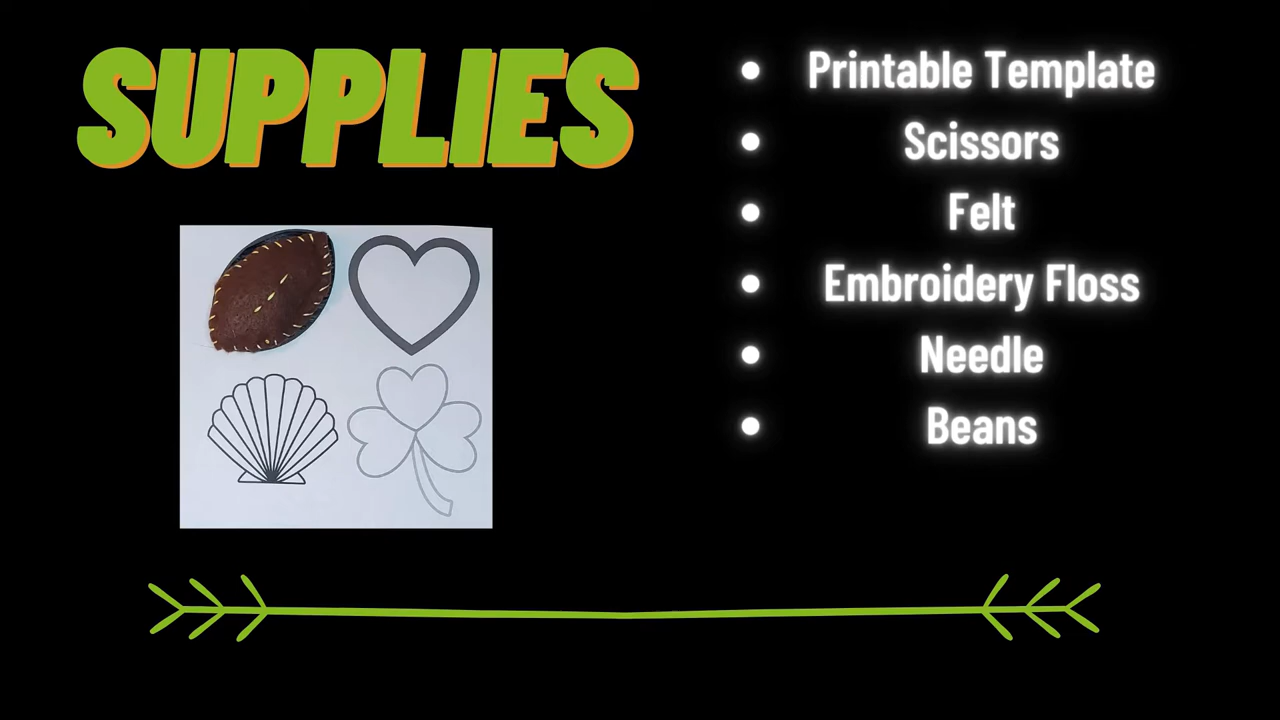 SUPPLIES
Printable Template
Scissors
Felt
Embroidery Floss
Needle
Beans